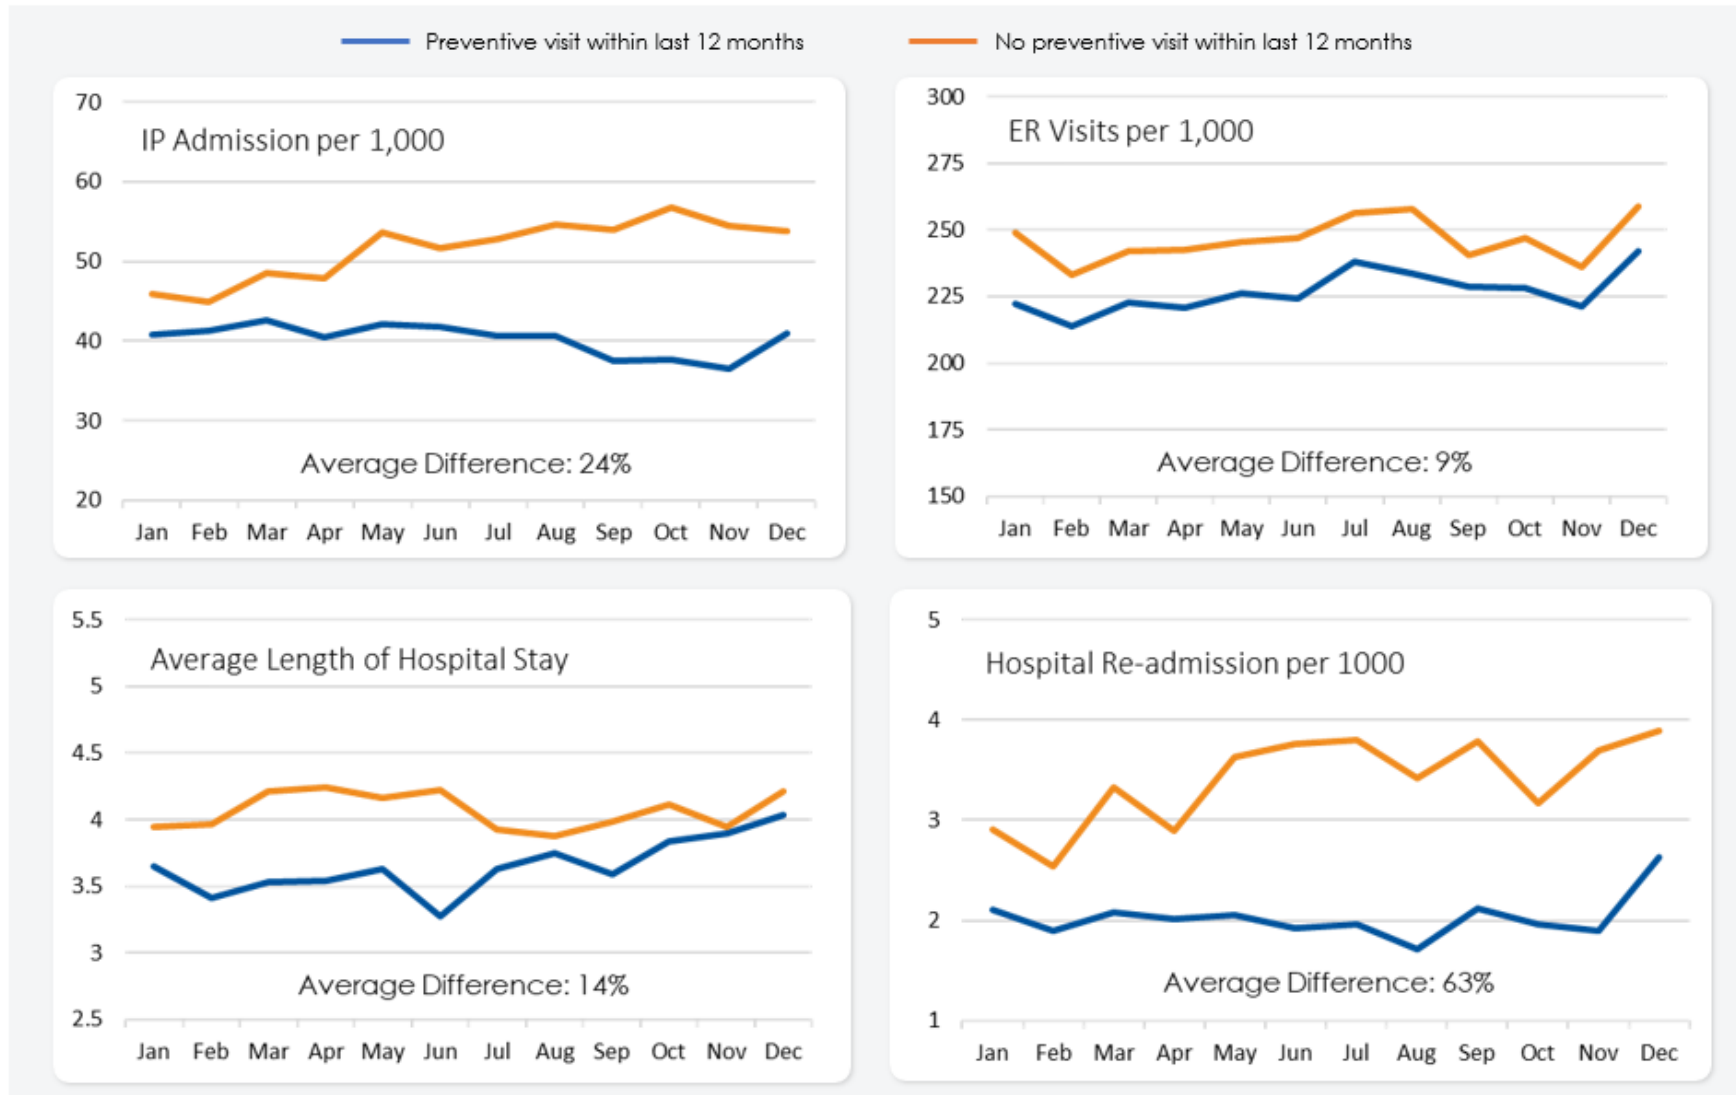 Preventive visit within last 12 months
No preventive visit within last 12 months
IP Admission per 1,000
70
60
50
40
30
20
Average Difference: 24%
Jan Feb Mar Apr May Jun Jul Aug Sep Oct Nov Dec
ER Visits per 1,000
300
275
250
225
200
175
150
Average Difference: 9%
Jan Feb Mar Apr May Jun Jul Aug Sep Oct Nov Dec
Average Length of Hospital Stay
5.5
5
4.5
4
3.5
3
2.5
Average Difference: 14%
Jan Feb Mar Apr May Jun Jul Aug Sep Oct Nov Dec
Hospital Re-admission per 1000
5
4
3
2
1
Average Difference: 63%
Jan Feb Mar Apr May Jun Jul Aug Sep Oct Nov Dec